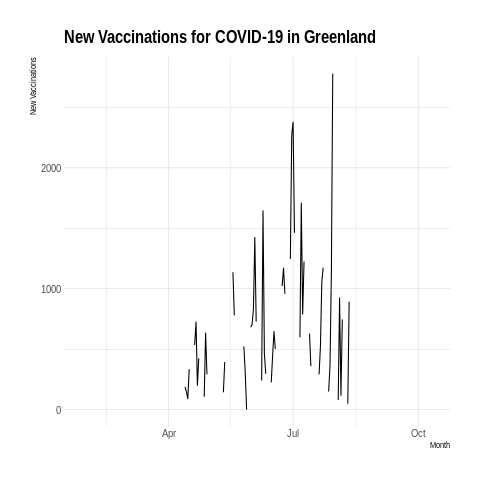 New Vaccinations for COVID-19 in Greenland
New Vaccinations
2000
1000
0
Apr
Jul
Oct
Month